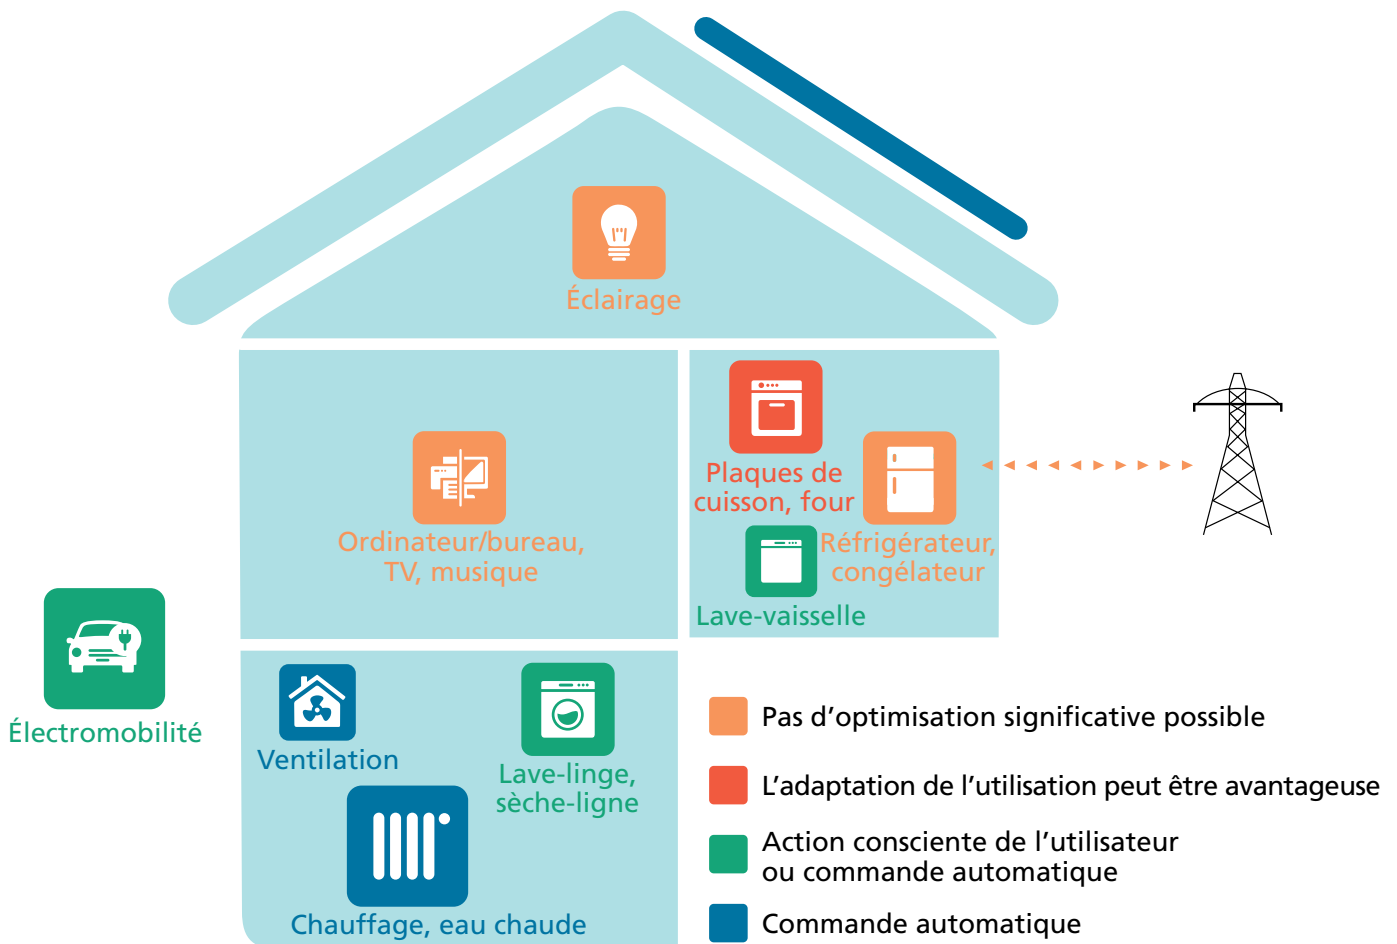 Éclairage
Plaques de
cuisson, four
Ordinateur/bureau,
TV, musique
Réfrigérateur,
congélateur
Lave-vaisselle
Électromobilité
Ventilation
Lave-linge,
sèche-ligne
Chauffage, eau chaude
Pas d’optimisation significative possible
L’adaptation de l’utilisation peut être avantageuse
Action consciente de l’utilisateur
ou commande automatique
Commande automatique